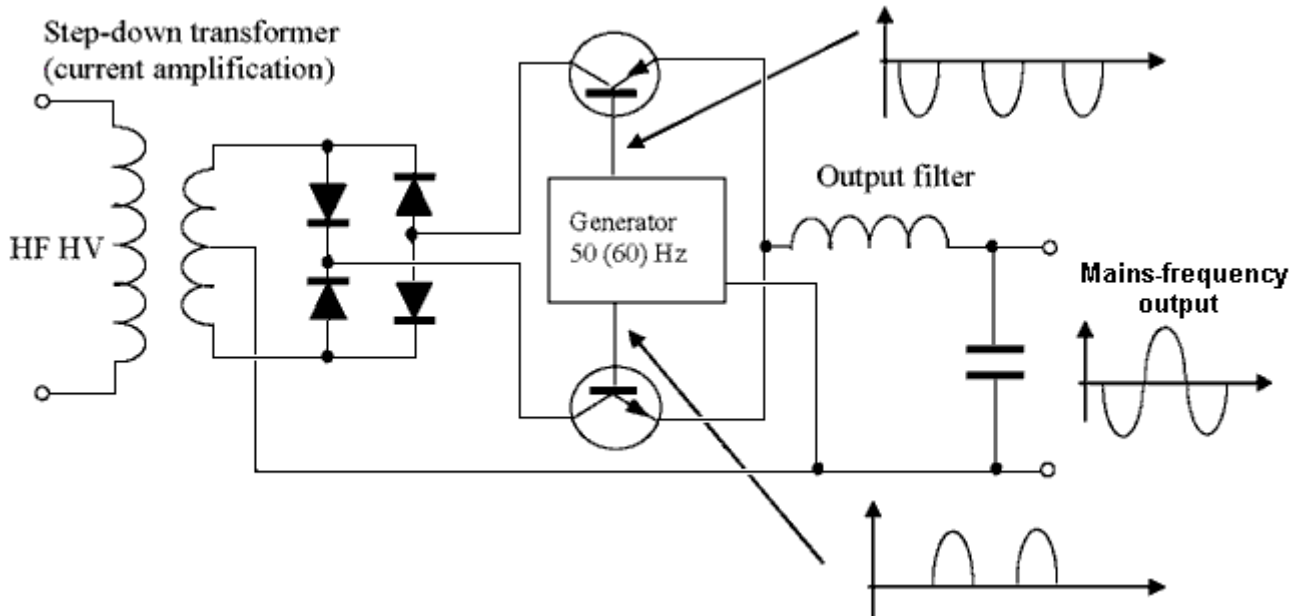 Step-down transformer
(current amplification)
HF HV
Generator
50 (60) Hz
Output filter
Mains-frequency
output